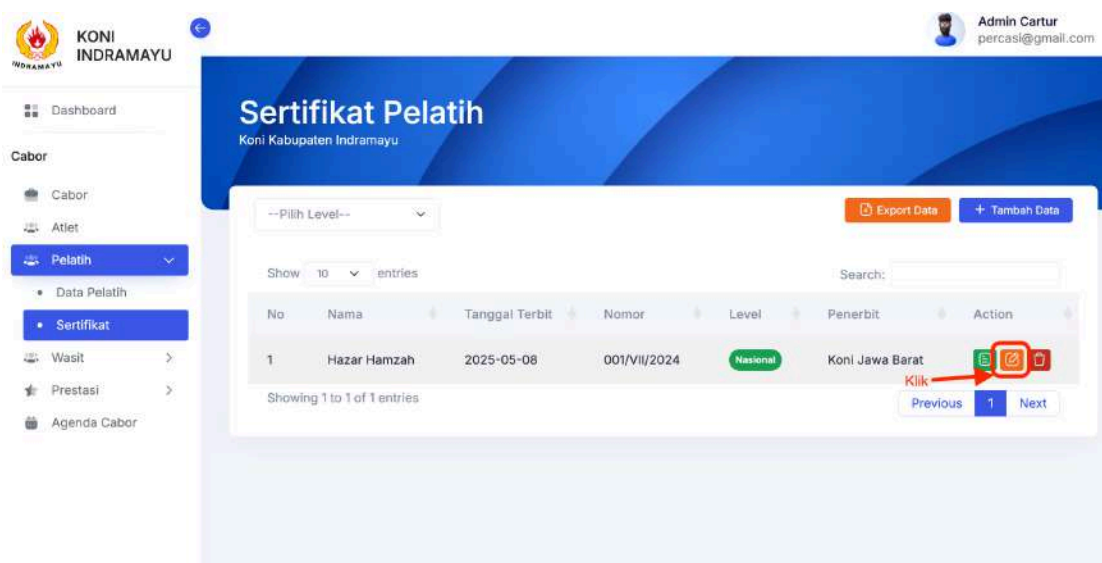 KONI
INDRAMAYU
INDRAMAYU
Admin Cartur
percasi@gmail.com
Dashboard
Cabor
Cabor
Atlet
Pelatih
Data Pelatih
Sertifikat
Wasit
Prestasi
Agenda Cabor
Sertifikat Pelatih
Koni Kabupaten Indramayu
--Pilih Level--
Export Data
+ Tambah Data
Show 10 entries
Search:
No Nama Tanggal Terbit Nomor Level Penerbit Action
1 Hazar Hamzah 2025-05-08 001/VII/2024 Nasional Koni Jawa Barat
Klik
Showing 1 to 1 of 1 entries
Previous 1 Next